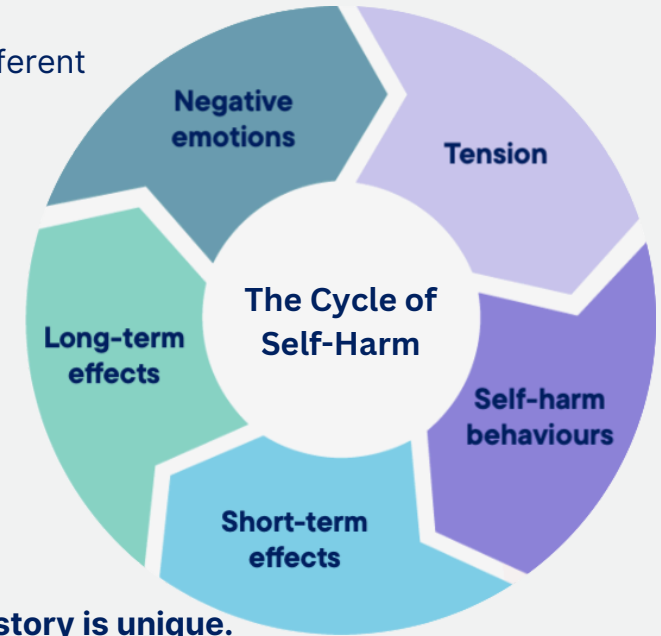 ferent
Negative
emotions
Tension
The Cycle of
Self-Harm
Long-term
effects
Self-harm
behaviours
Short-term
effects
story is unique.